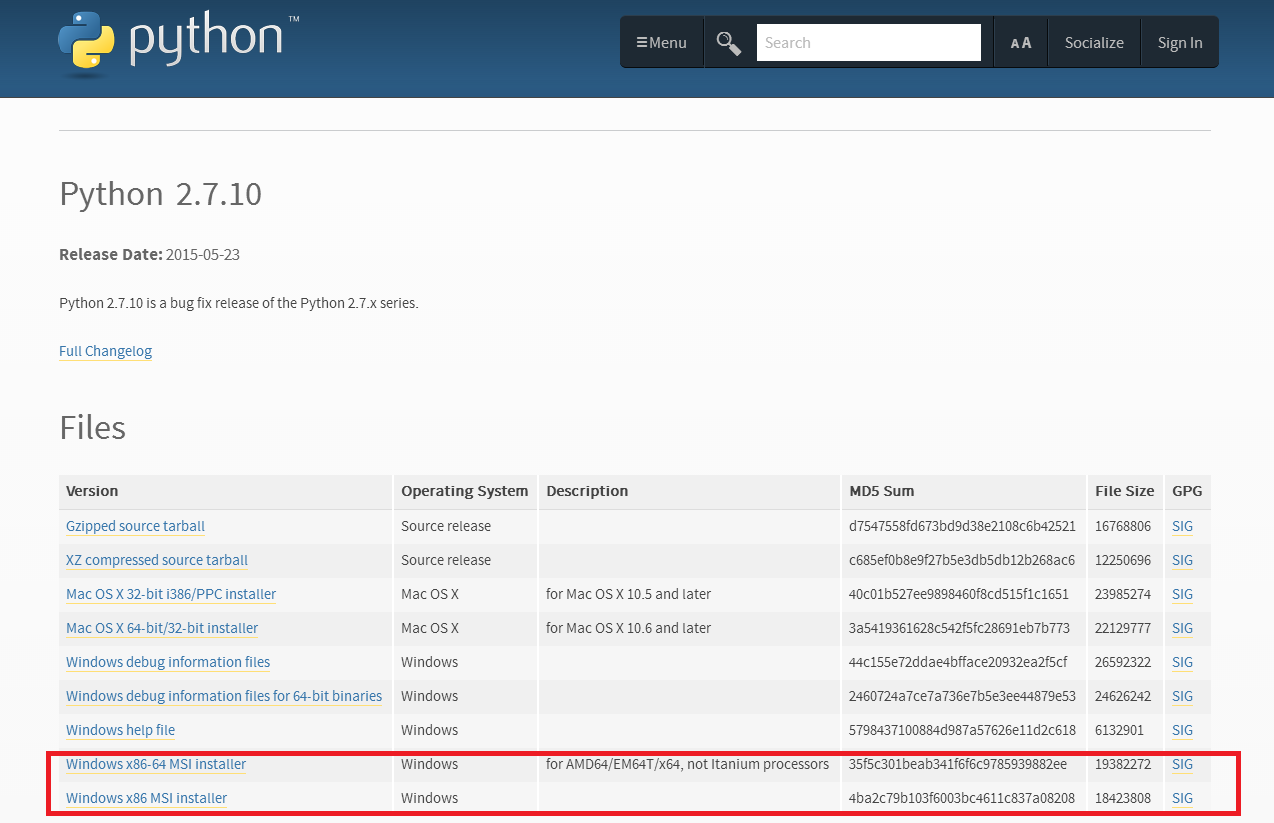 python™
≡Menu
Search
A A
Socialize
Sign In
Python 2.7.10
Release Date: 2015-05-23
Python 2.7.10 is a bug fix release of the Python 2.7.x series.
Full Changelog
Files
Version Operating System Description MD5 Sum File Size GPG
Gzipped source tarball Source release d7547558fd673bd9d38e2108c6b42521 16768806 SIG
XZ compressed source tarball Source release c685ef0b8e9f27b5e3db5db12b268ac6 12250696 SIG
Mac OS X 32-bit i386/PPC installer Mac OS X for Mac OS X 10.5 and later 40c01b527ee9898460f8cd515f1c1651 23985274 SIG
Mac OS X 64-bit/32-bit installer Mac OS X for Mac OS X 10.6 and later 3a5419361628c542f5fc28691eb7b773 22129777 SIG
Windows debug information files Windows 44c155e72ddae4bfface20932ea2f5cf 26592322 SIG
Windows debug information files for 64-bit binaries Windows 2460724a7ce7a736e7b5e3ee44879e53 24626242 SIG
Windows help file Windows 5798437100884d987a57626e11d2c618 6132901 SIG
Windows x86-64 MSI installer Windows for AMD64/EM64T/x64, not Itanium processors 35f5c301beab341f6f6c9785939882ee 19382272 SIG
Windows x86 MSI installer Windows 4ba2c79b103f6003bc4611c837a08208 18423808 SIG